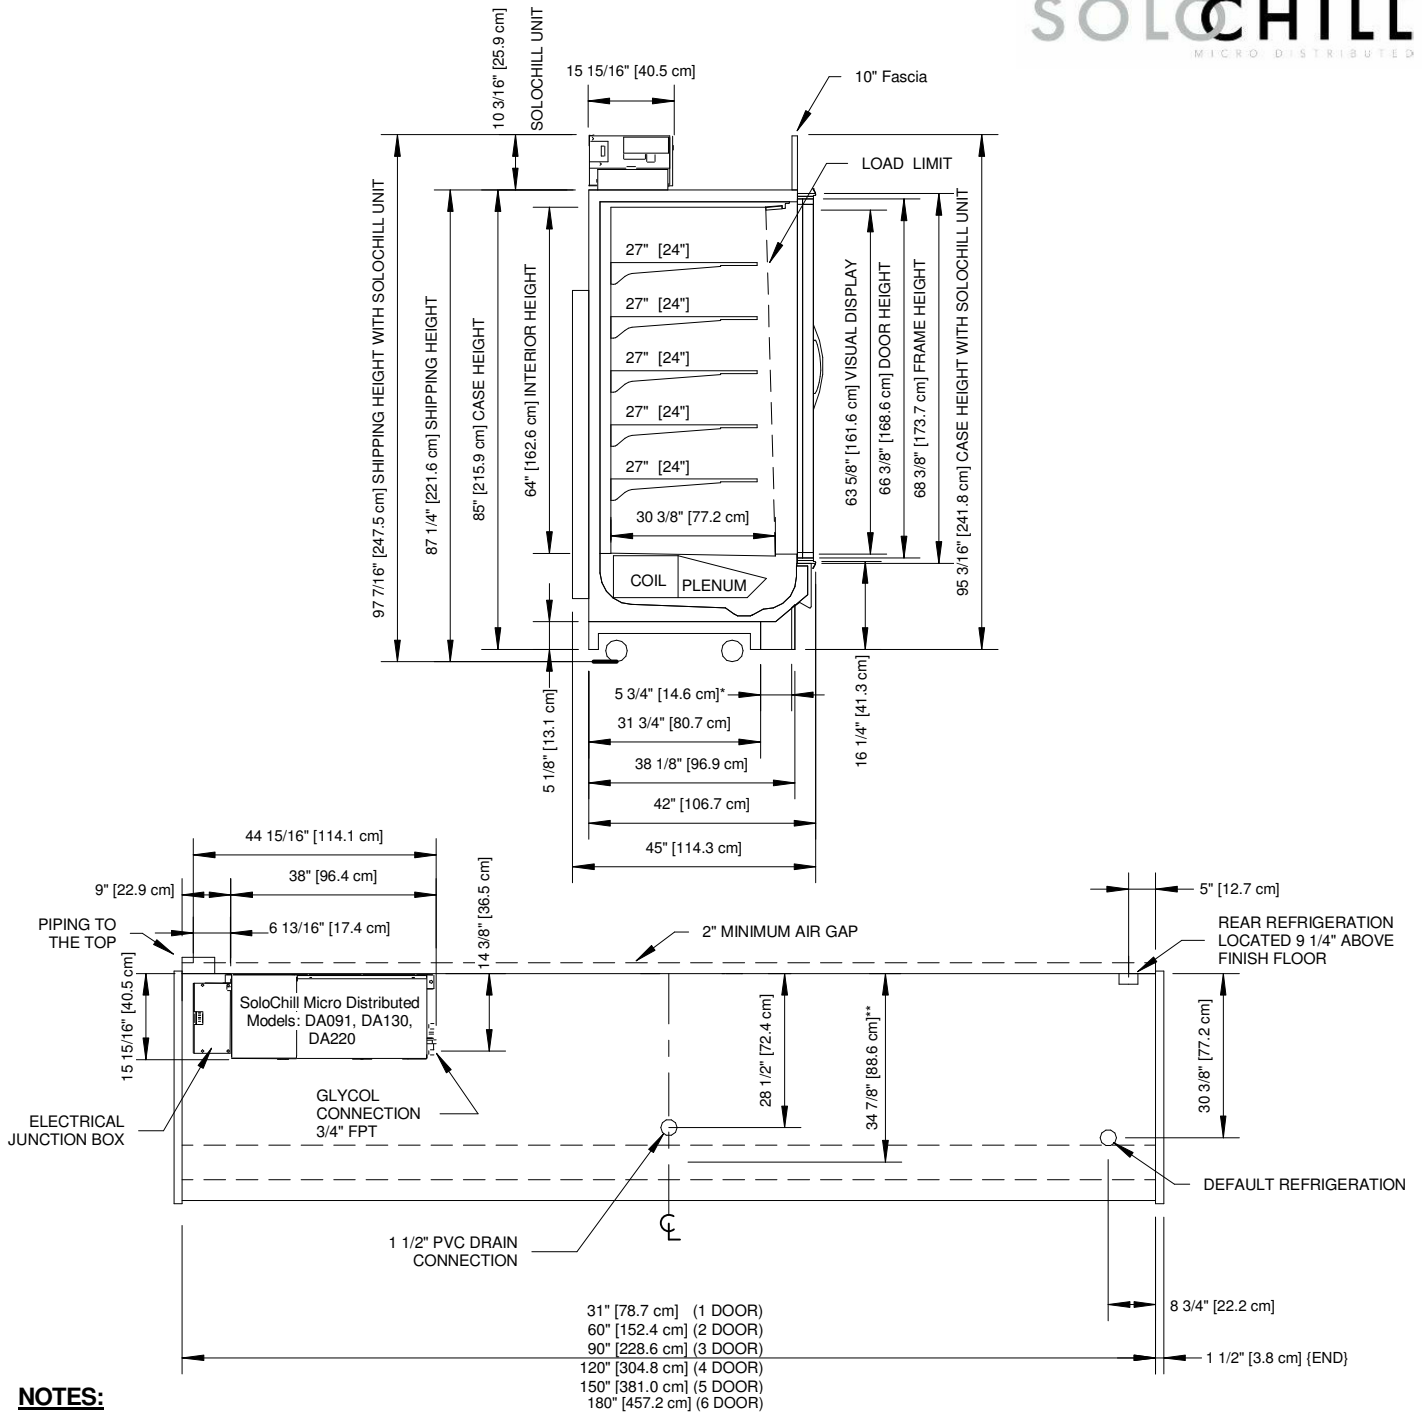 SOLOCHILL
MICRO DISTRIBUTED
10 3/16" [25.9 cm]
SOLOCHILL UNIT
15 15/16" [40.5 cm]
10" Fascia
LOAD LIMIT
97 7/16" [247.5 cm] SHIPPING HEIGHT WITH SOLOCHILL UNIT
87 1/4" [221.6 cm] SHIPPING HEIGHT
85" [215.9 cm] CASE HEIGHT
64" [162.6 cm] INTERIOR HEIGHT
27" [24"]
27" [24"]
27" [24"]
27" [24"]
27" [24"]
30 3/8" [77.2 cm]
COIL
PLENUM
63 5/8" [161.6 cm] VISUAL DISPLAY
66 3/8" [168.6 cm] DOOR HEIGHT
68 3/8" [173.7 cm] FRAME HEIGHT
95 3/16" [241.8 cm] CASE HEIGHT WITH SOLOCHILL UNIT
5 1/8" [13.1 cm]
16 1/4" [41.3 cm]
5 3/4" [14.6 cm]*
31 3/4" [80.7 cm]
38 1/8" [96.9 cm]
42" [106.7 cm]
45" [114.3 cm]
44 15/16" [114.1 cm]
9" [22.9 cm]
38" [96.4 cm]
6 13/16" [17.4 cm]
14 3/8" [36.5 cm]
5" [12.7 cm]
PIPING TO
THE TOP
2" MINIMUM AIR GAP
REAR REFRIGERATION
LOCATED 9 1/4" ABOVE
FINISH FLOOR
15 15/16" [40.5 cm]
SoloChill Micro Distributed
Models: DA091, DA130,
DA220
28 1/2" [72.4 cm]
34 7/8" [88.6 cm]**
30 3/8" [77.2 cm]
GLYCOL
CONNECTION
3/4" FPT
ELECTRICAL
JUNCTION BOX
DEFAULT REFRIGERATION
CL
1 1/2" PVC DRAIN
CONNECTION
8 3/4" [22.2 cm]
31" [78.7 cm] (1 DOOR)
60" [152.4 cm] (2 DOOR)
90" [228.6 cm] (3 DOOR)
120" [304.8 cm] (4 DOOR)
150" [381.0 cm] (5 DOOR)
180" [457.2 cm] (6 DOOR)
1 1/2" [3.8 cm] {END}
NOTES: